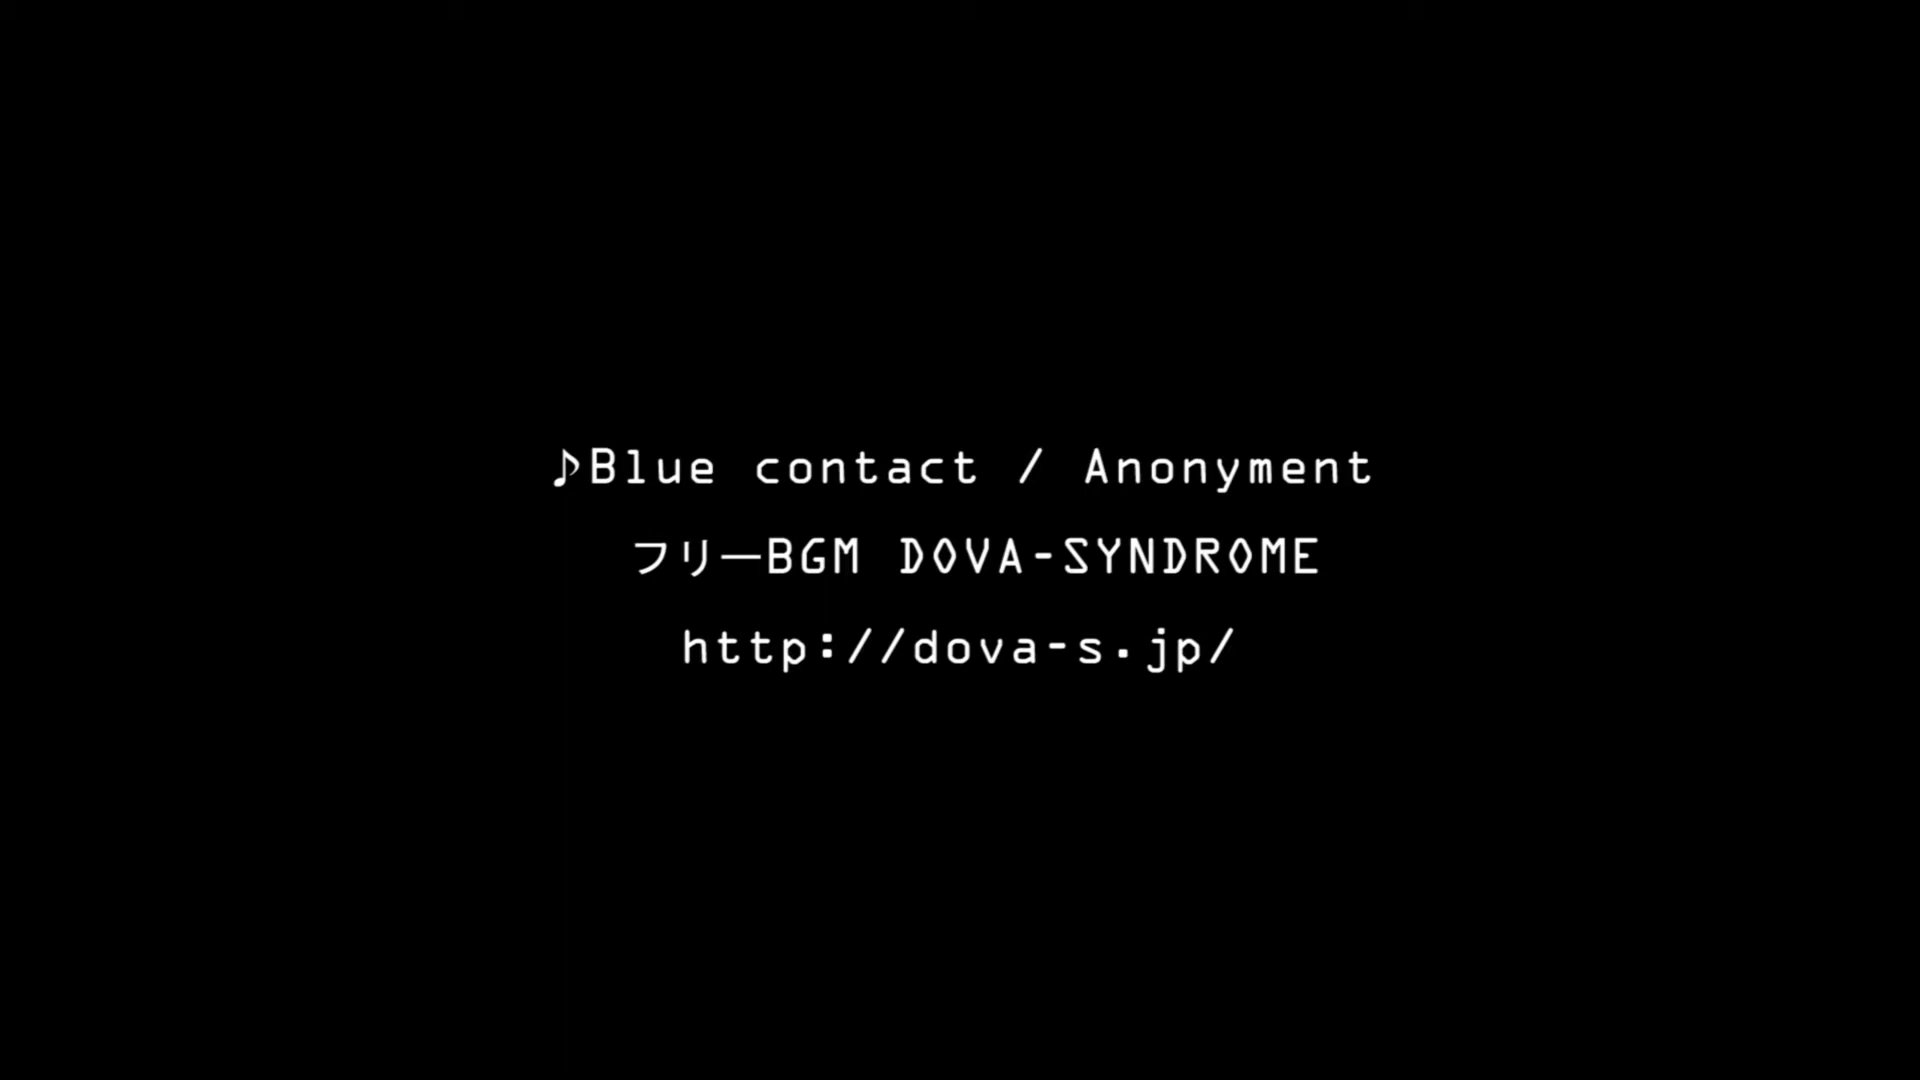 ♪Blue contact / Anonyment
フリーBGM DOVA-SYNDROME
http://dova-s.jp/